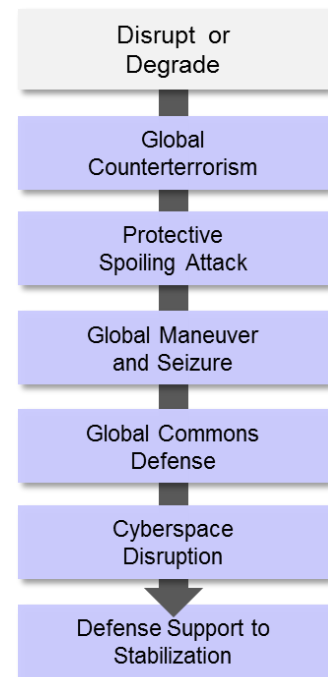 Disrupt or
Degrade
Global
Counterterrorism
Protective
Spoiling Attack
Global Maneuver
and Seizure
Global Commons
Defense
Cyberspace
Disruption
Defense Support to
Stabilization